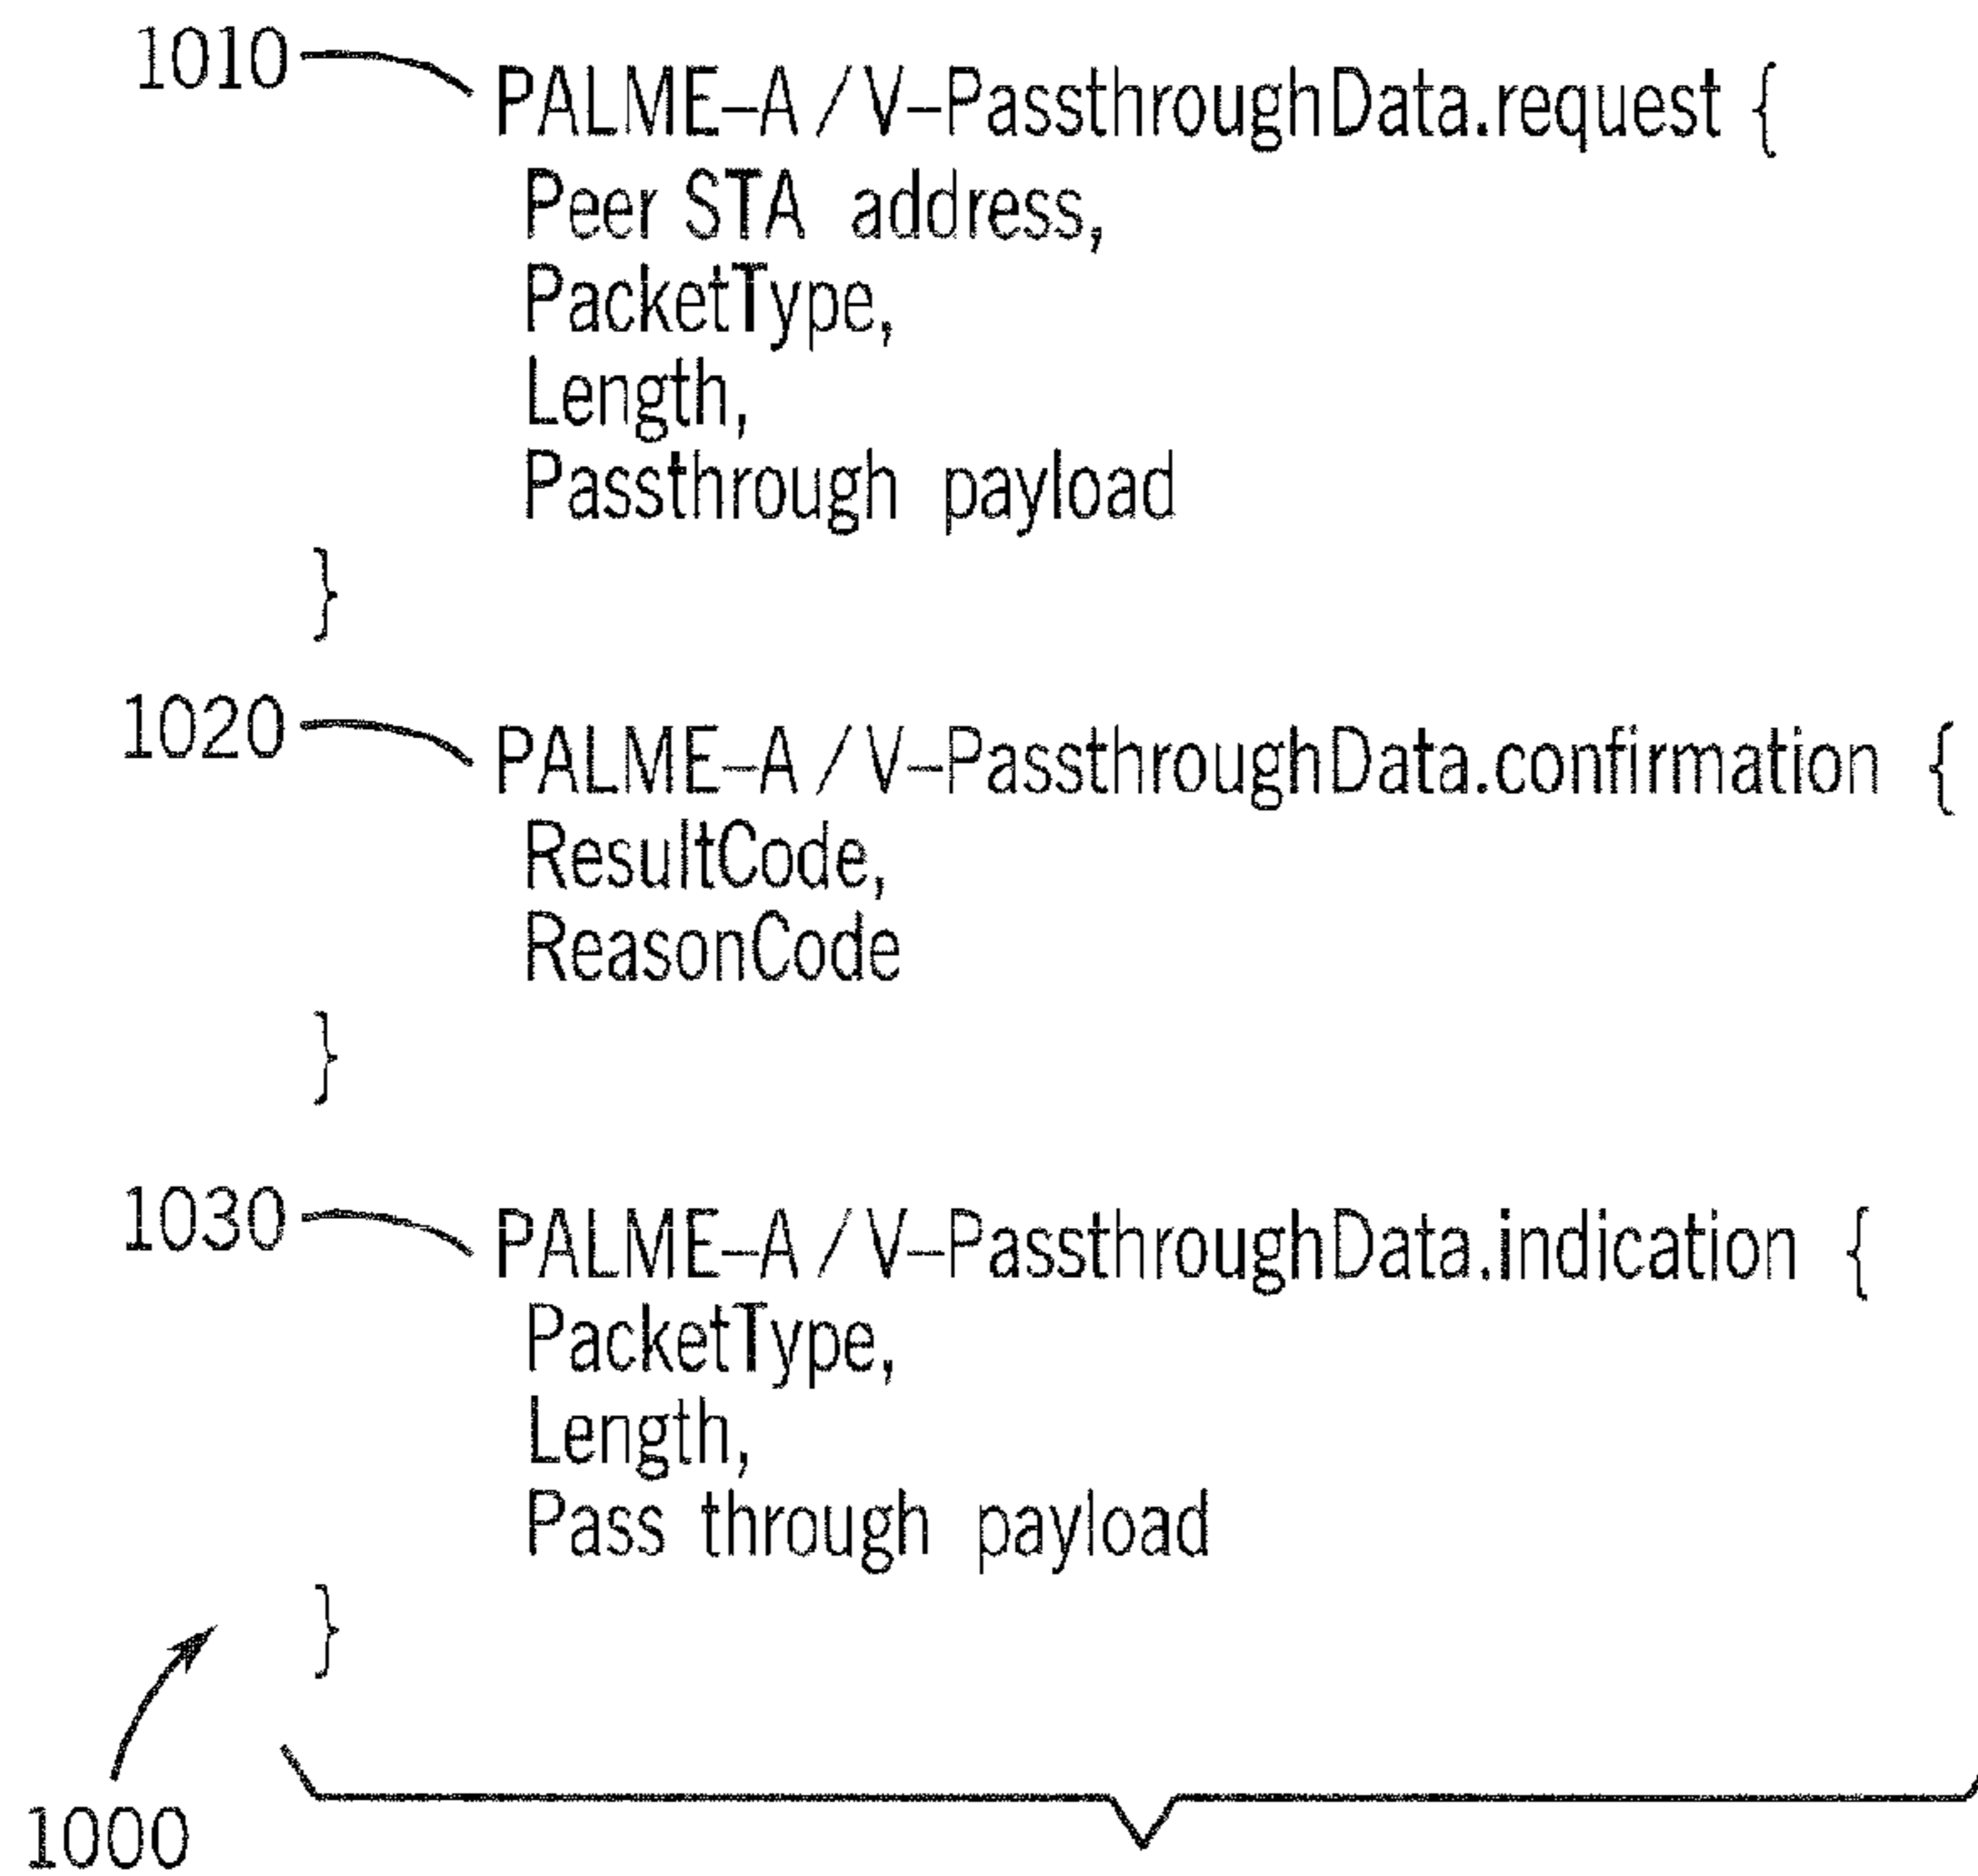 1010
PALME–A / V–PassthroughData.request {
Peer STA address,
PacketType,
Length,
Passthrough payload
}
1020
PALME–A / V–PassthroughData.confirmation {
ResultCode,
ReasonCode
}
1030
PALME–A / V–PassthroughData.indication {
PacketType,
Length,
Pass through payload
}
1000